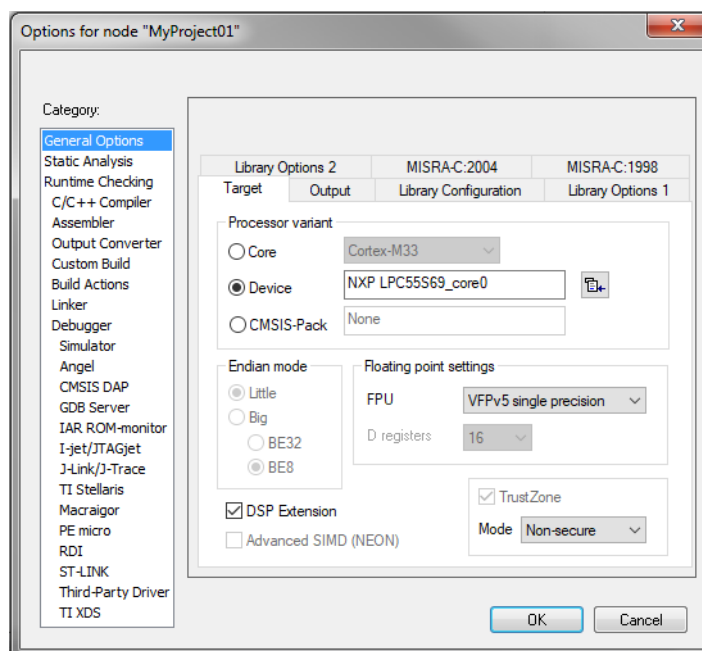 Options for node "MyProject01"
Category:
General Options
Static Analysis
Runtime Checking
C/C++ Compiler
Assembler
Output Converter
Custom Build
Build Actions
Linker
Debugger
Simulator
Angel
CMSIS DAP
GDB Server
IAR ROM-monitor
I-jet/JTAGjet
J-Link/J-Trace
TI Stellaris
Macraigor
PE micro
RDI
ST-LINK
Third-Party Driver
TI XDS
Library Options 2 MISRA-C:2004 MISRA-C:1998
Target Output Library Configuration Library Options 1
Processor variant
Core Cortex-M33
Device NXP LPC55S69_core0
CMSIS-Pack None
Endian mode
Little
Big
BE32
BE8
Floating point settings
FPU VFPv5 single precision
D registers 16
DSP Extension
Advanced SIMD (NEON)
TrustZone
Mode Non-secure
OK Cancel